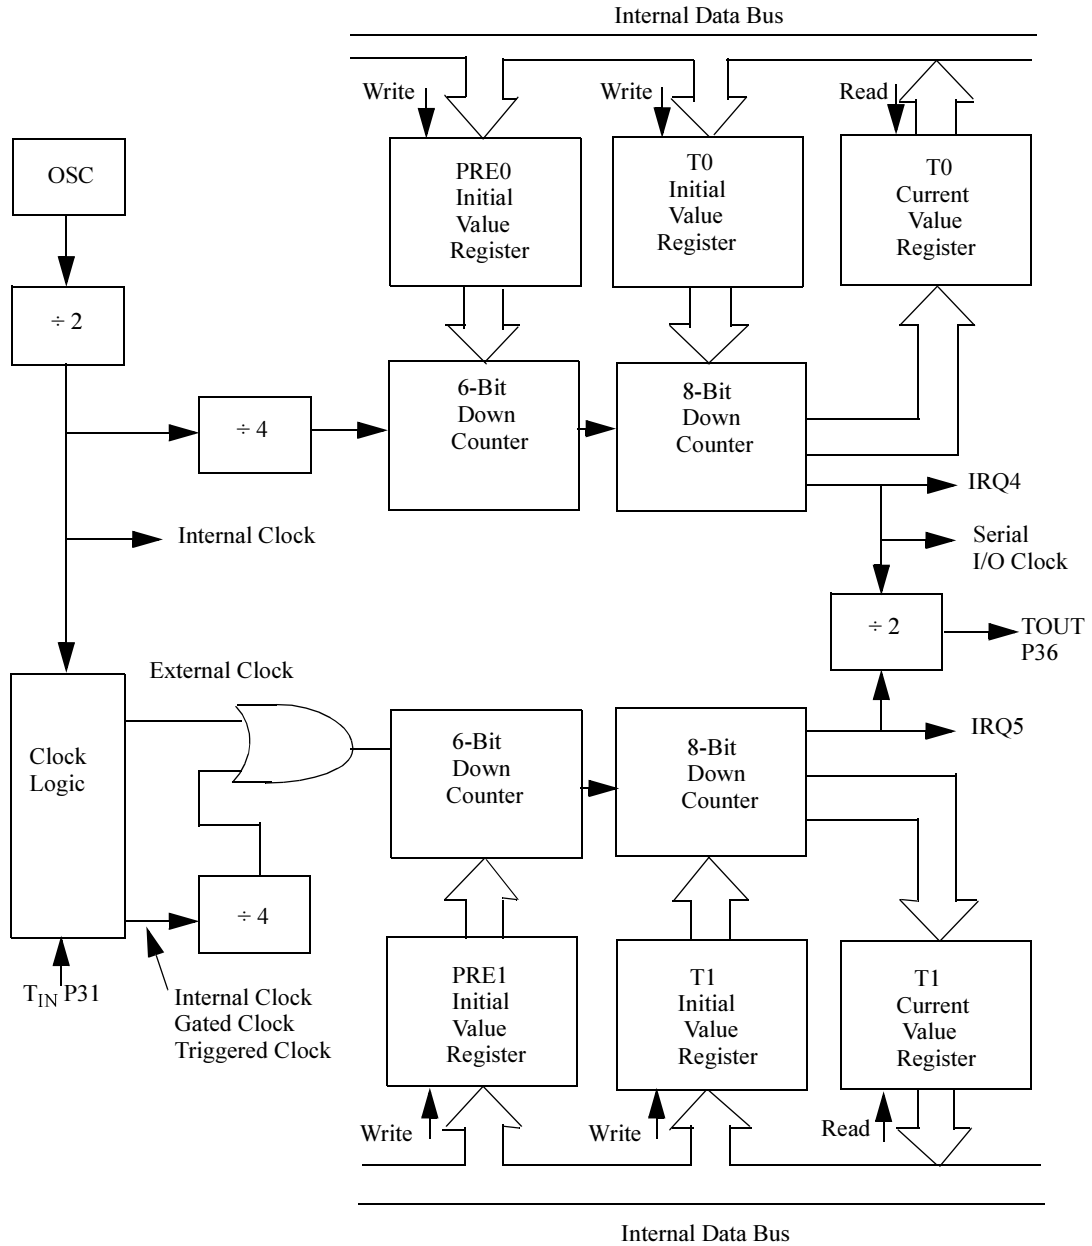 Internal Data Bus
Write
Write
Read
OSC
PRE0
Initial
Value
Register
T0
Initial
Value
Register
T0
Current
Value
Register
÷ 2
6-Bit
Down
Counter
8-Bit
Down
Counter
÷ 4
IRQ4
Internal Clock
Serial
I/O Clock
÷ 2
TOUT
P36
External Clock
Clock
Logic
6-Bit
Down
Counter
8-Bit
Down
Counter
IRQ5
÷ 4
TIN P31
Internal Clock
Gated Clock
Triggered Clock
PRE1
Initial
Value
Register
T1
Initial
Value
Register
T1
Current
Value
Register
Write
Write
Read
Internal Data Bus